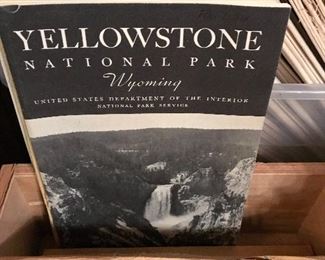 YELLOWSTONE
NATIONAL PARK
Wyoming
UNITED STATES DEPARTMENT OF THE INTERIOR
NATIONAL PARK SERVICE